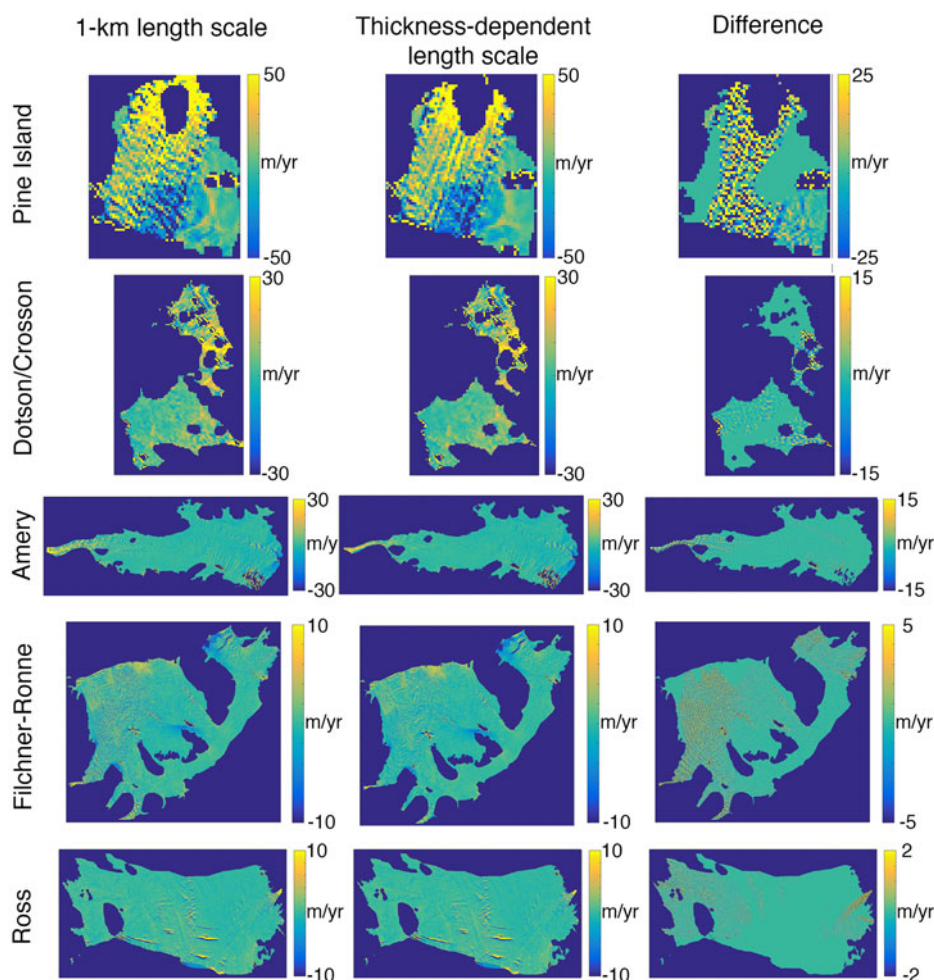 1-km length scale
Thickness-dependent
length scale
Difference
Pine Island
50
m/yr
-50
50
m/yr
-50
25
m/yr
-25
Dotson/Crosson
30
m/yr
-30
30
m/yr
-30
15
m/yr
-15
Amery
30
m/y
-30
30
m/yr
-30
15
m/yr
-15
Filchner-Ronne
10
m/yr
-10
10
m/yr
-10
5
m/yr
-5
Ross
10
m/yr
-10
10
m/yr
-10
2
m/yr
-2